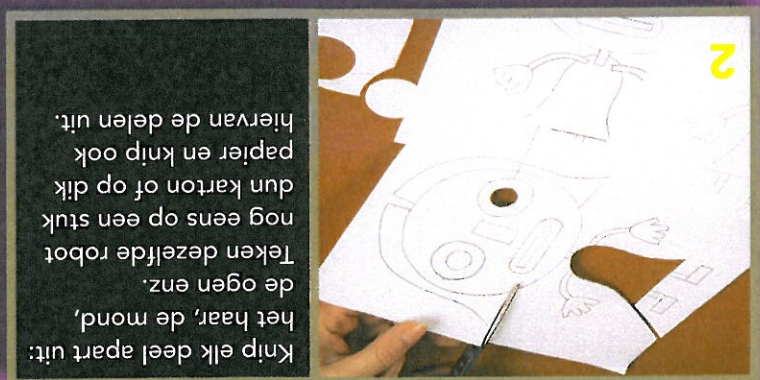 Knip elk deel apart uit:
het haar, de mond,
de ogen enz.
Teken dezelfde robot
nog eens op een stuk
dun karton of op dik
papier en knip ook
hiervan de delen uit.
2